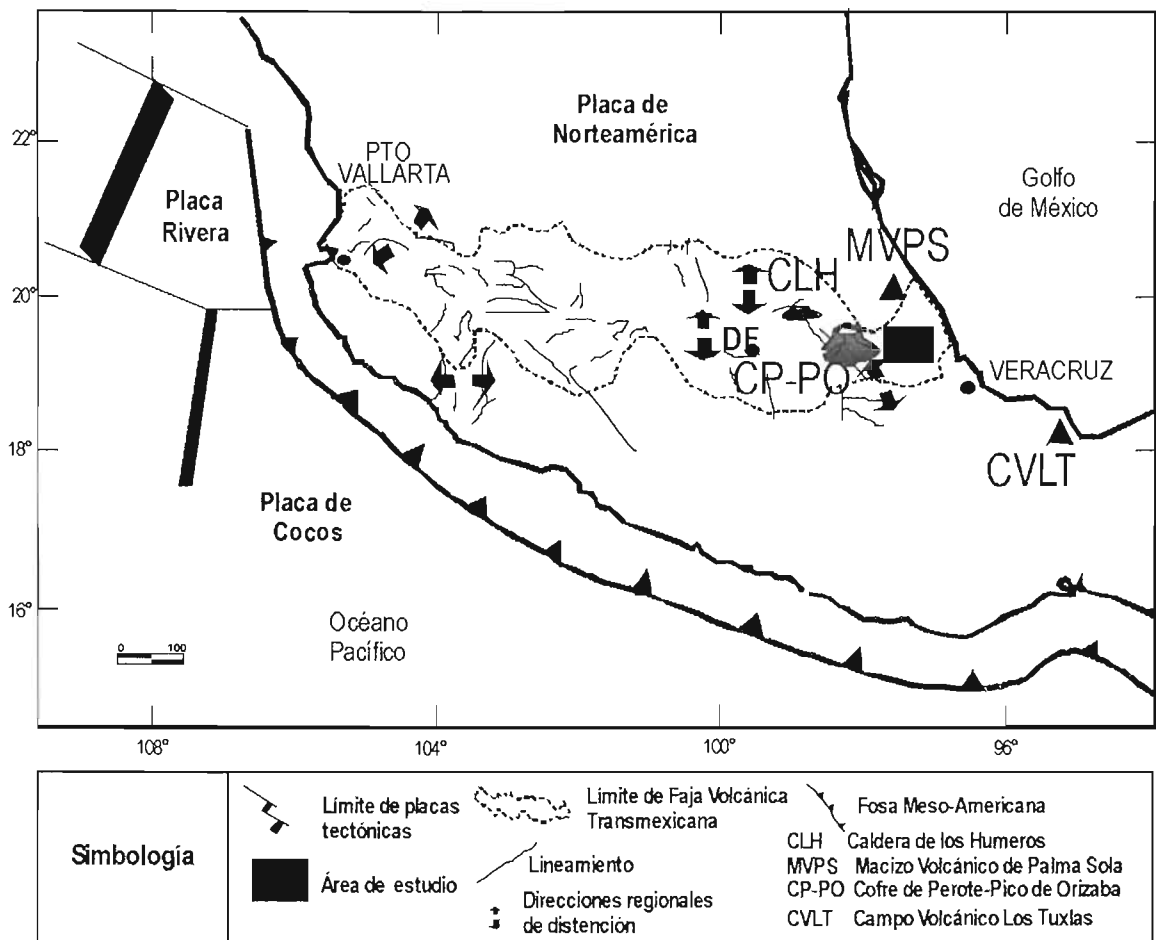 Placa de
Norteamérica
22°
PTO
VALLARTA
Placa
Rivera
Golfo
de México
MVPS
CLH
20°
DF
CP-PO
VERACRUZ
18°
CVLT
Placa de
Cocos
16°
Océano
Pacífico
0 100
108°
104°
100°
96°
Simbología
Límite de placas
tectónicas
Área de estudio
Límite de Faja Volcánica
Transmexicana
Lineamiento
Direcciones regionales
de distención
Fosa Meso-Americana
CLH Caldera de los Humeros
MVPS Macizo Volcánico de Palma Sola
CP-PO Cofre de Perote-Pico de Orizaba
CVLT Campo Volcánico Los Tuxlas